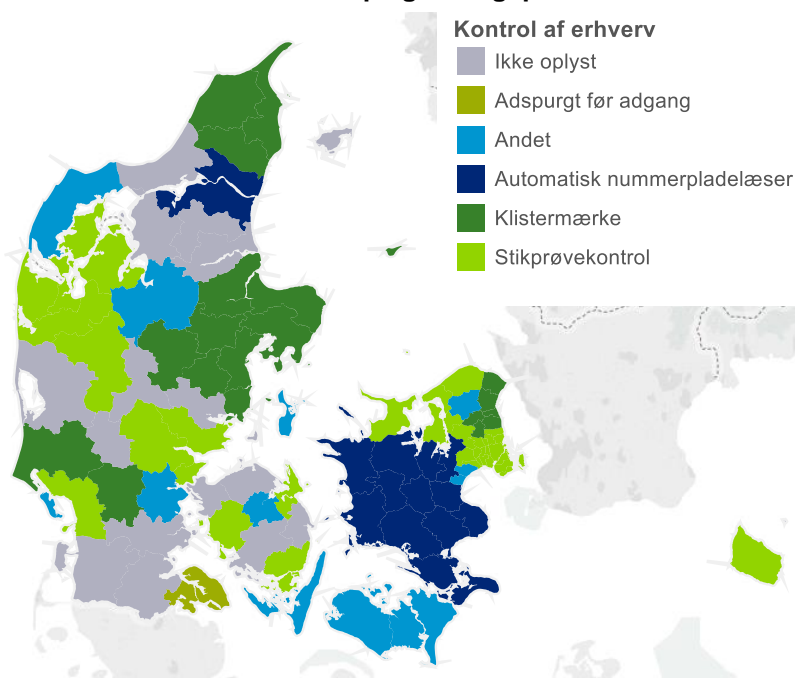 Kontrol af erhverv
Ikke oplyst
Adspurgt før adgang
Andet
Automatisk nummerpladelæser
Klistermærke
Stikprøvekontrol